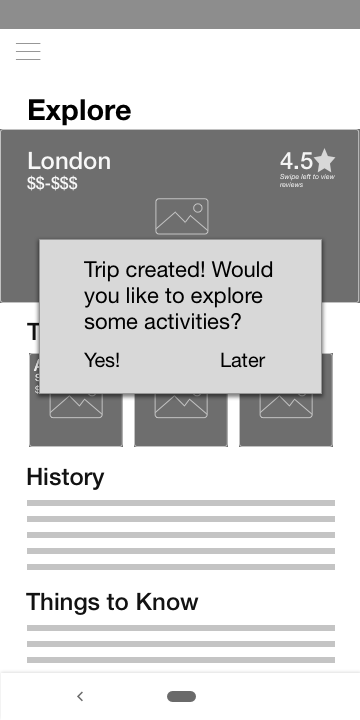 Explore
London
4.5
$$-$$$
Swipe left to view
reviews
Trip created! Would
you like to explore
some activities?
Yes!
Later
T
History
Things to Know